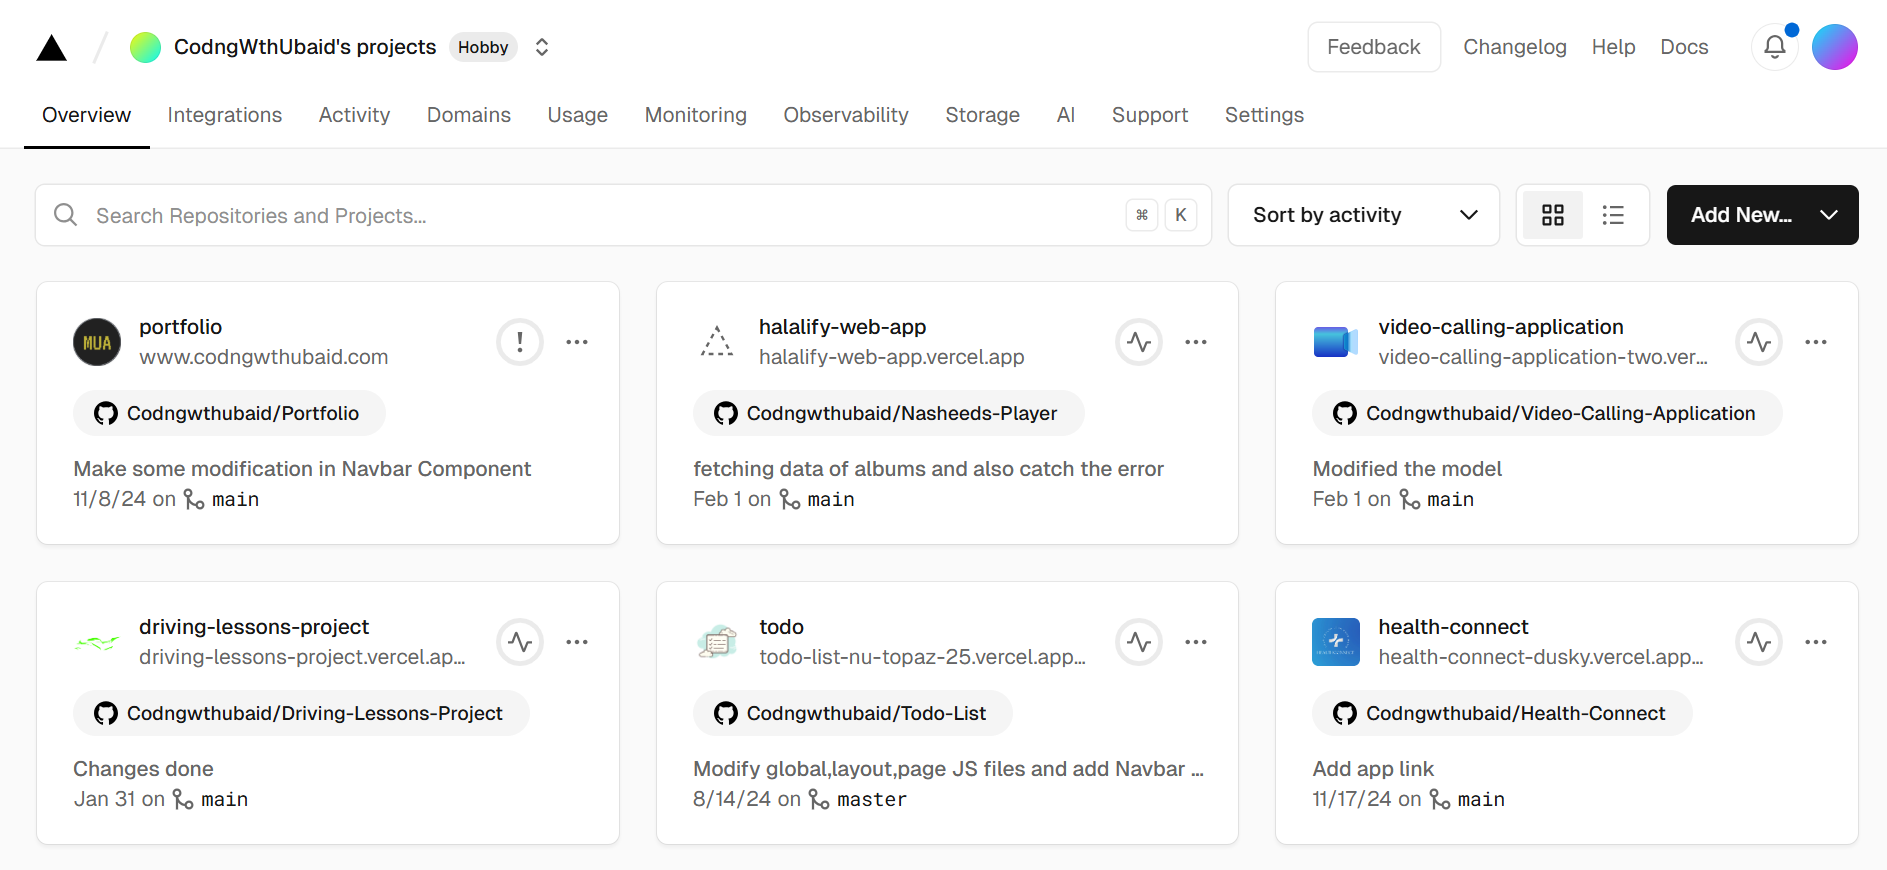 CodngWthUbaid's projects Hobby
Feedback Changelog Help Docs
Overview Integrations Activity Domains Usage Monitoring Observability Storage AI Support Settings
Search Repositories and Projects... ⌘ K
Sort by activity
Add New...
portfolio
www.codngwthubaid.com
MUA
Codngwthubaid/Portfolio
Make some modification in Navbar Component
11/8/24 on main
halalify-web-app
halalify-web-app.vercel.app
Codngwthubaid/Nasheeds-Player
fetching data of albums and also catch the error
Feb 1 on main
video-calling-application
video-calling-application-two.ver...
Codngwthubaid/Video-Calling-Application
Modified the model
Feb 1 on main
driving-lessons-project
driving-lessons-project.vercel.ap...
Codngwthubaid/Driving-Lessons-Project
Changes done
Jan 31 on main
todo
todo-list-nu-topaz-25.vercel.app...
Codngwthubaid/Todo-List
Modify global,layout,page JS files and add Navbar ...
8/14/24 on master
health-connect
health-connect-dusky.vercel.app...
Codngwthubaid/Health-Connect
Add app link
11/17/24 on main